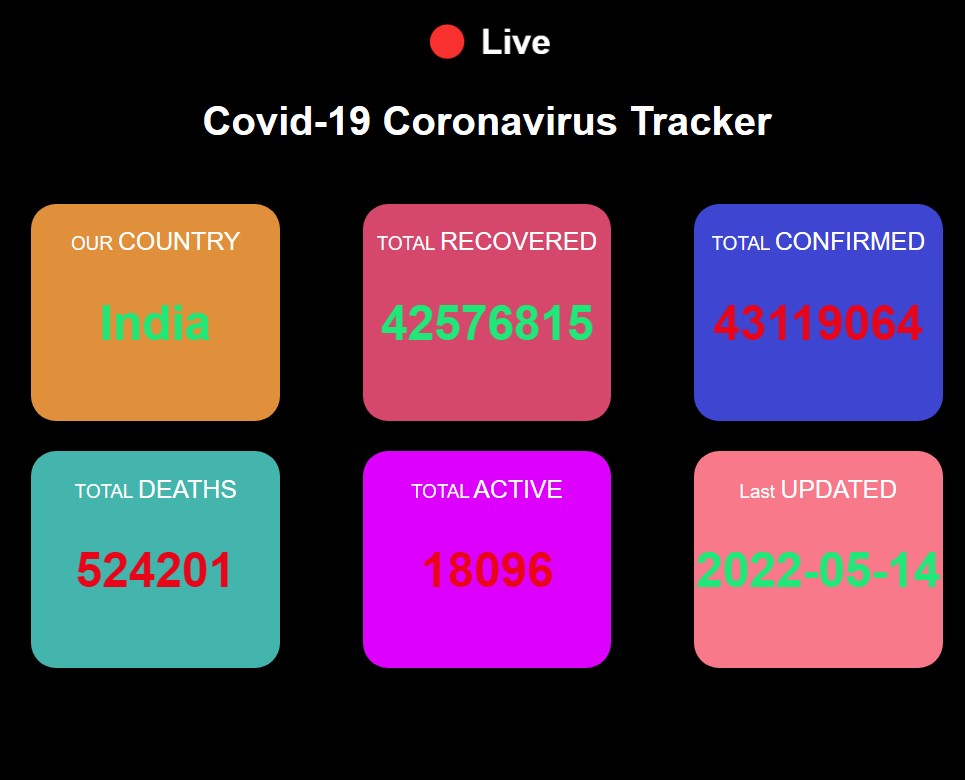 Live
Covid-19 Coronavirus Tracker
OUR COUNTRY
India
TOTAL RECOVERED
42576815
TOTAL CONFIRMED
43119064
TOTAL DEATHS
524201
TOTAL ACTIVE
18096
Last UPDATED
2022-05-14